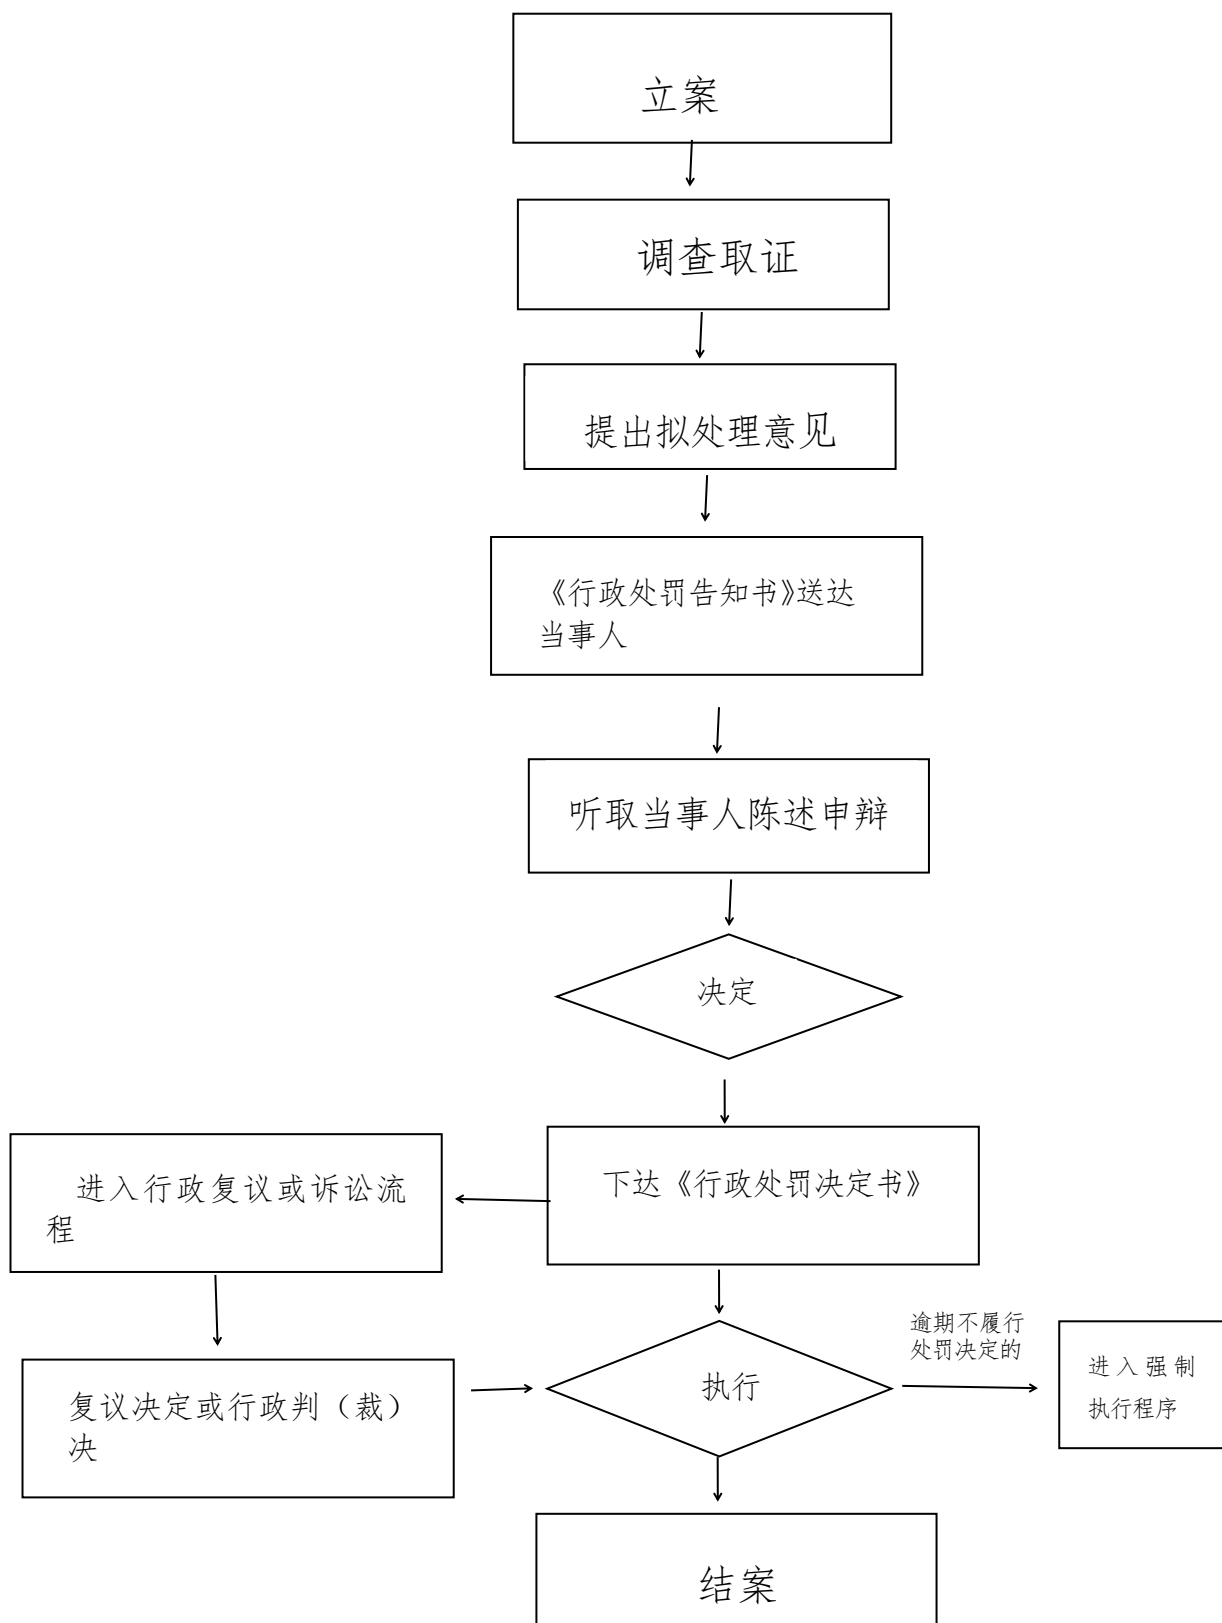 立案
调查取证
提出拟处理意见
《行政处罚告知书》送达
当事人
听取当事人陈述申辩
决定
下达《行政处罚决定书》
进入行政复议或诉讼流
程
复议决定或行政判（裁）
决
执行
逾期不履行
处罚决定的
进入强制
执行程序
结案